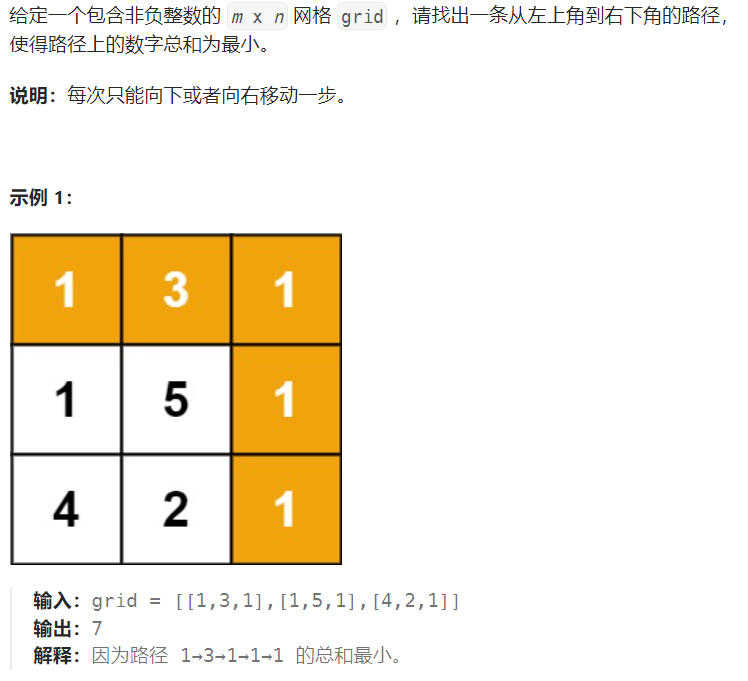 给定一个包含非负整数的 m x n 网格 grid ，请找出一条从左上角到右下角的路径，
使得路径上的数字总和为最小。
说明：每次只能向下或者向右移动一步。
示例 1：
1 3 1
1 5 1
4 2 1
输入：grid = [[1,3,1],[1,5,1],[4,2,1]]
输出：7
解释：因为路径 1→3→1→1→1 的总和最小。